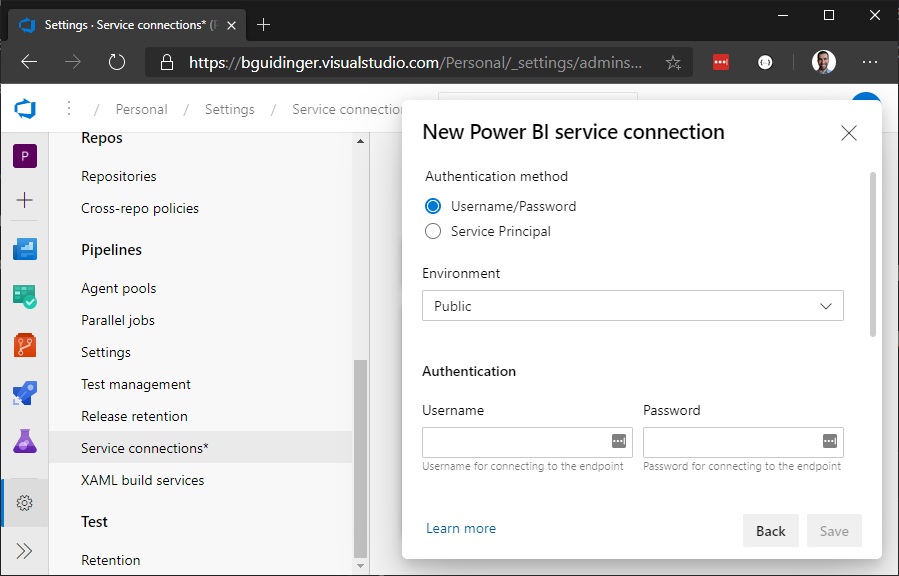 Settings · Service connections* (P
https://bguidinger.visualstudio.com/Personal/_settings/admins...
/ Personal / Settings / Service connection
P
Repos
Repositories
Cross-repo policies
Pipelines
Agent pools
Parallel jobs
Settings
Test management
Release retention
Service connections*
XAML build services
Test
Retention
New Power BI service connection
Authentication method
Username/Password
Service Principal
Environment
Public
Authentication
Username Password
Username for connecting to the endpoint Password for connecting to the endpoint
Learn more Back Save